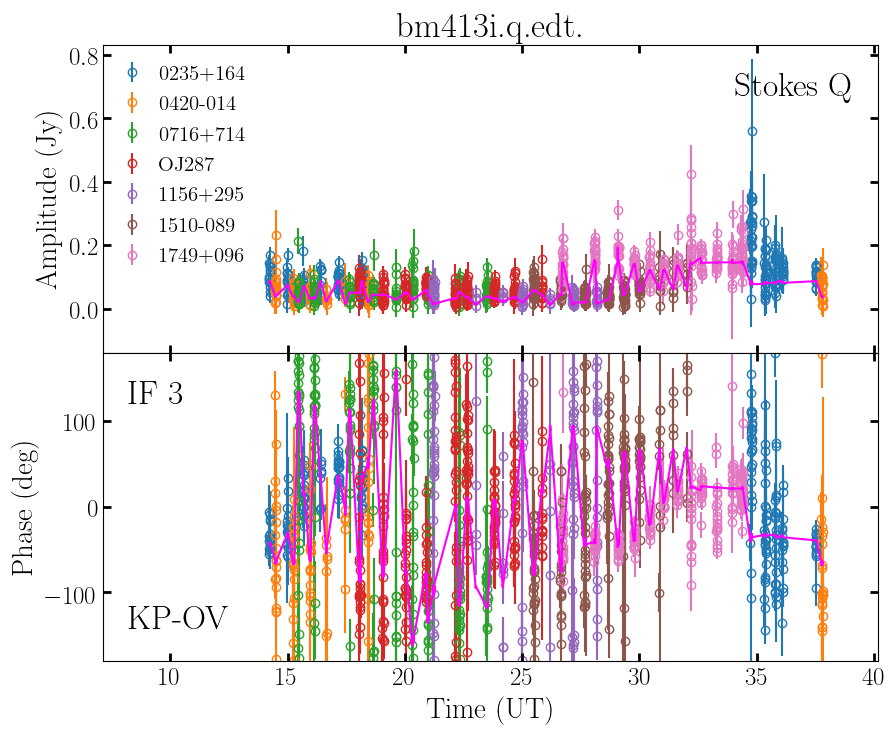 bm413i.q.edt.
Stokes Q
0235+164
0420-014
0716+714
OJ287
1156+295
1510-089
1749+096
Amplitude (Jy)
0.8
0.6
0.4
0.2
0.0
IF 3
KP-OV
Phase (deg)
100
0
−100
10
15
20
25
30
35
40
Time (UT)